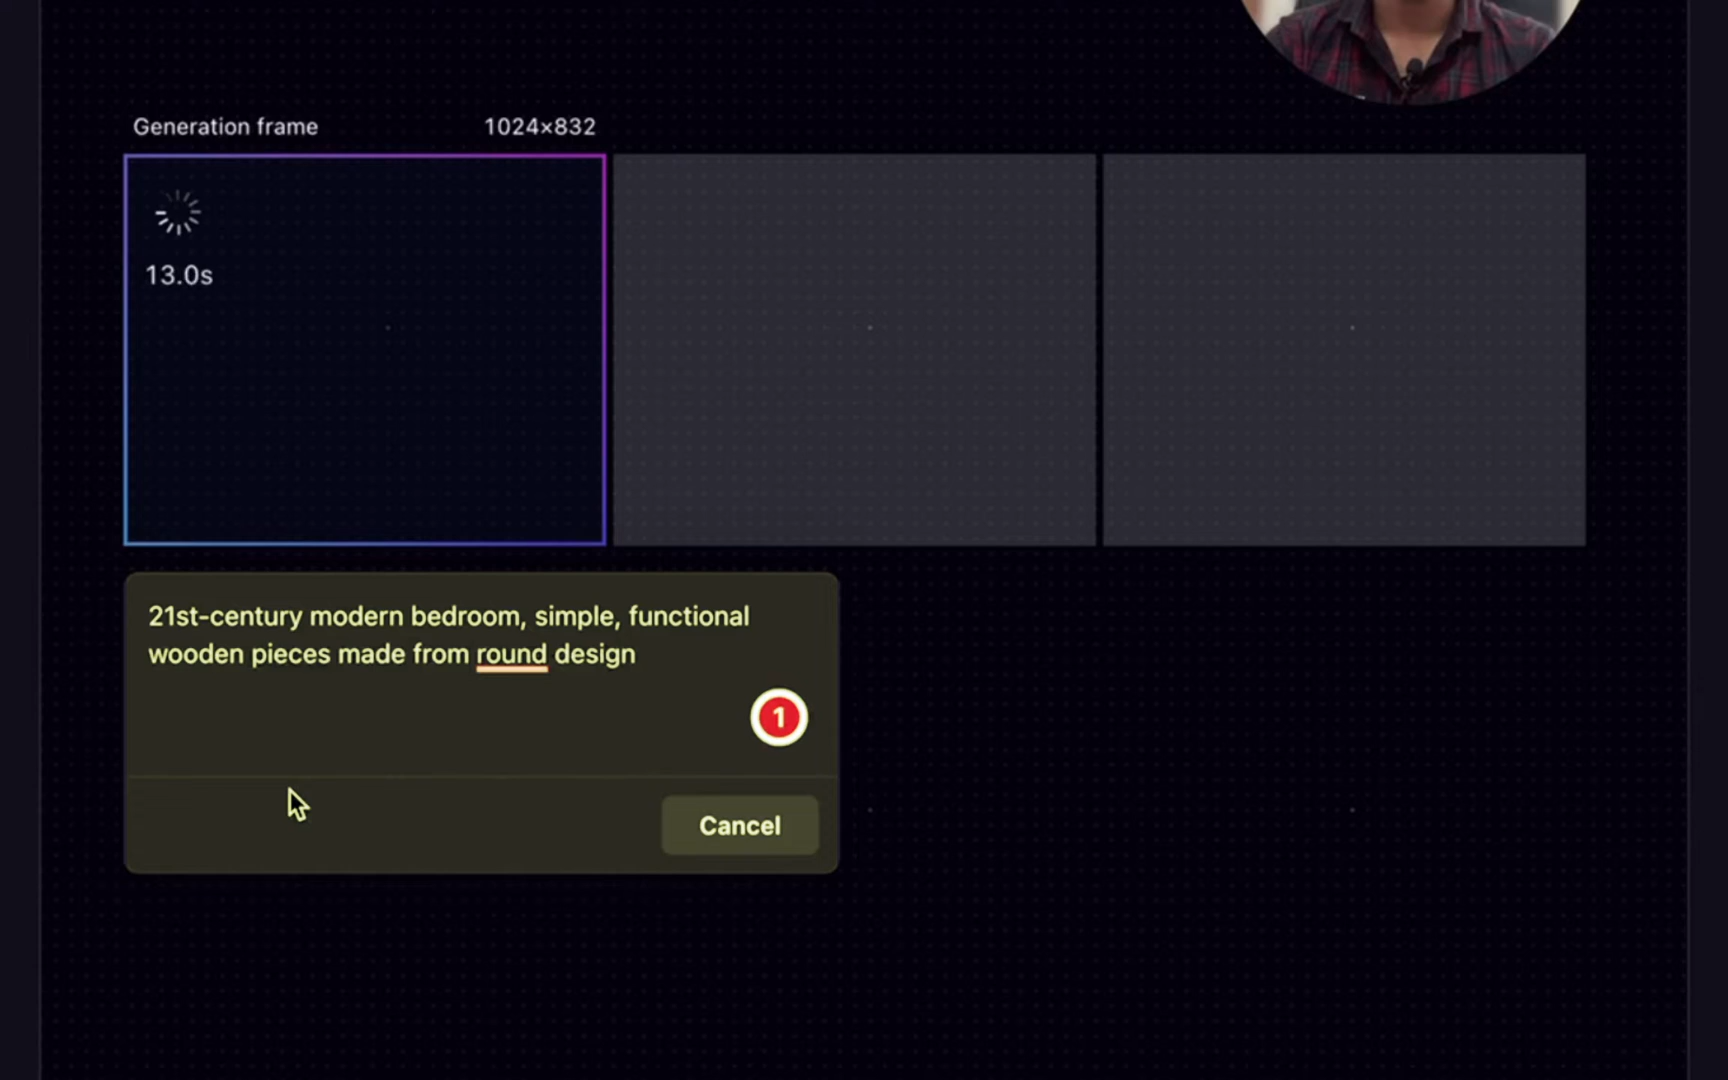 Generation frame 1024×832
13.0s
21st-century modern bedroom, simple, functional
wooden pieces made from round design
1
Cancel